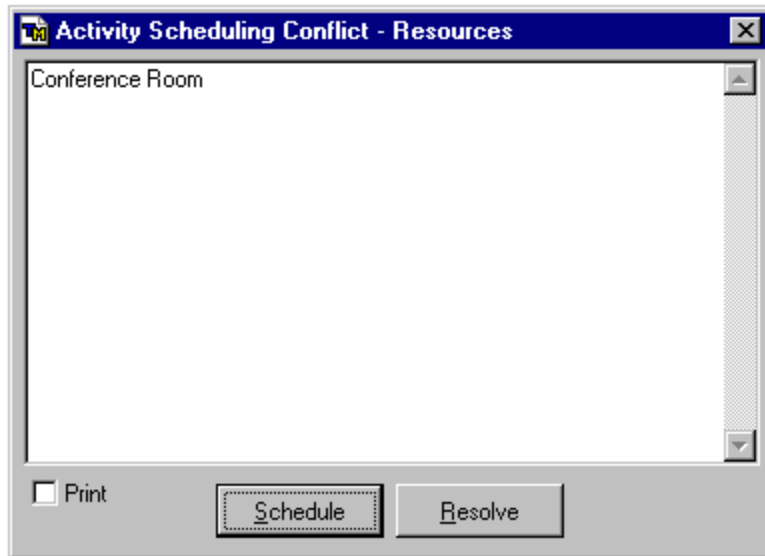 Activity Scheduling Conflict - Resources
Conference Room
Print
Schedule
Resolve